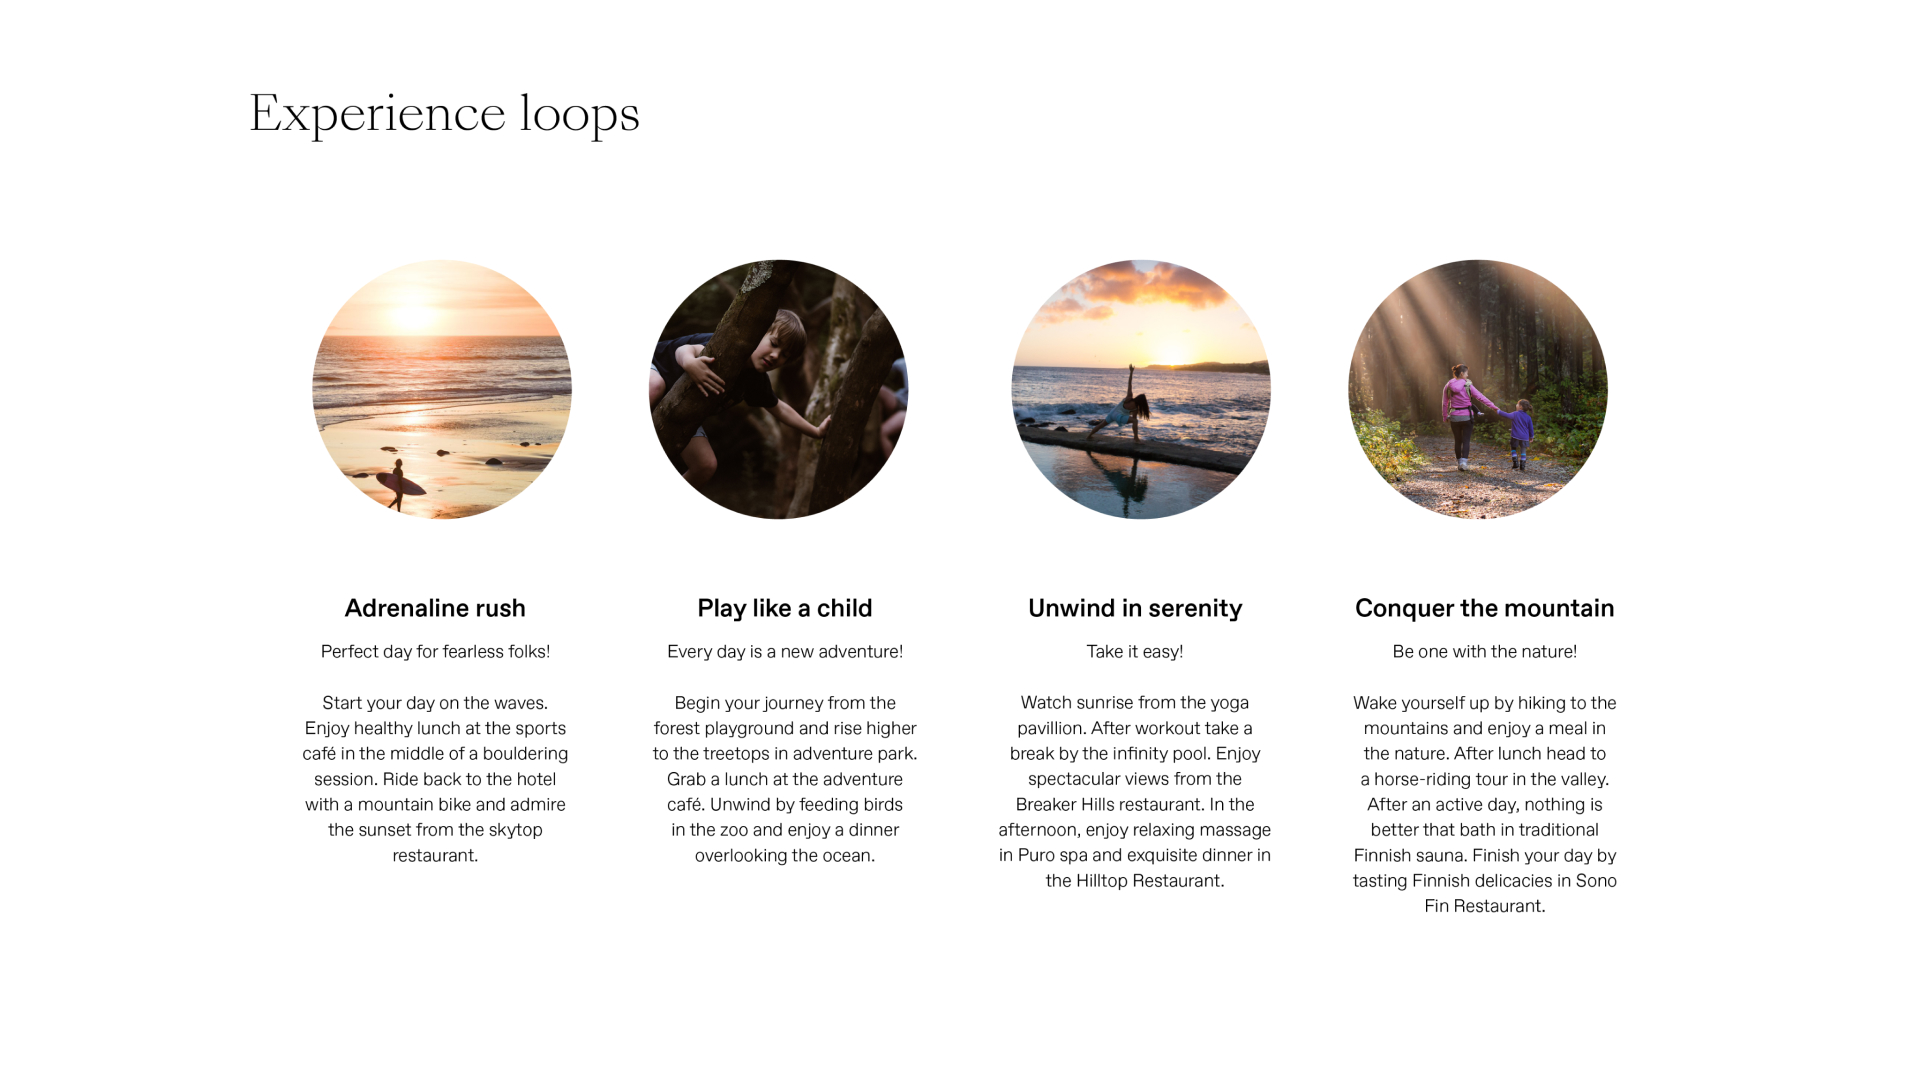 Experience loops
Adrenaline rush
Perfect day for fearless folks!
Start your day on the waves.
Enjoy healthy lunch at the sports
café in the middle of a bouldering
session. Ride back to the hotel
with a mountain bike and admire
the sunset from the skytop
restaurant.
Play like a child
Every day is a new adventure!
Begin your journey from the
forest playground and rise higher
to the treetops in adventure park.
Grab a lunch at the adventure
café. Unwind by feeding birds
in the zoo and enjoy a dinner
overlooking the ocean.
Unwind in serenity
Take it easy!
Watch sunrise from the yoga
pavillion. After workout take a
break by the infinity pool. Enjoy
spectacular views from the
Breaker Hills restaurant. In the
afternoon, enjoy relaxing massage
in Puro spa and exquisite dinner in
the Hilltop Restaurant.
Conquer the mountain
Be one with the nature!
Wake yourself up by hiking to the
mountains and enjoy a meal in
the nature. After lunch head to
a horse-riding tour in the valley.
After an active day, nothing is
better that bath in traditional
Finnish sauna. Finish your day by
tasting Finnish delicacies in Sono
Fin Restaurant.